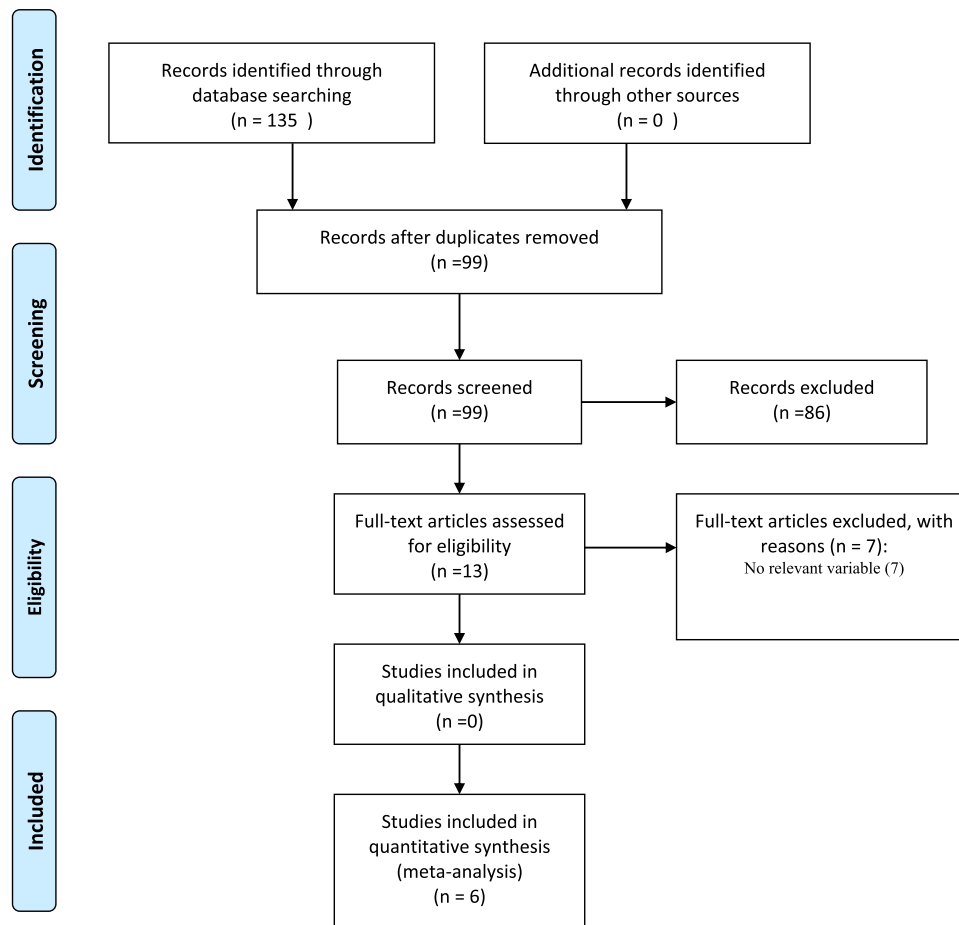 Identification
Records identified through
database searching
(n = 135  )
Additional records identified
through other sources
(n = 0  )
Records after duplicates removed
(n =99)
Screening
Records screened
(n =99)
Records excluded
(n =86)
Eligibility
Full-text articles assessed
for eligibility
(n =13)
Full-text articles excluded, with
reasons (n = 7):
No relevant variable (7)
Studies included in
qualitative synthesis
(n =0)
Included
Studies included in
quantitative synthesis
(meta-analysis)
(n = 6)